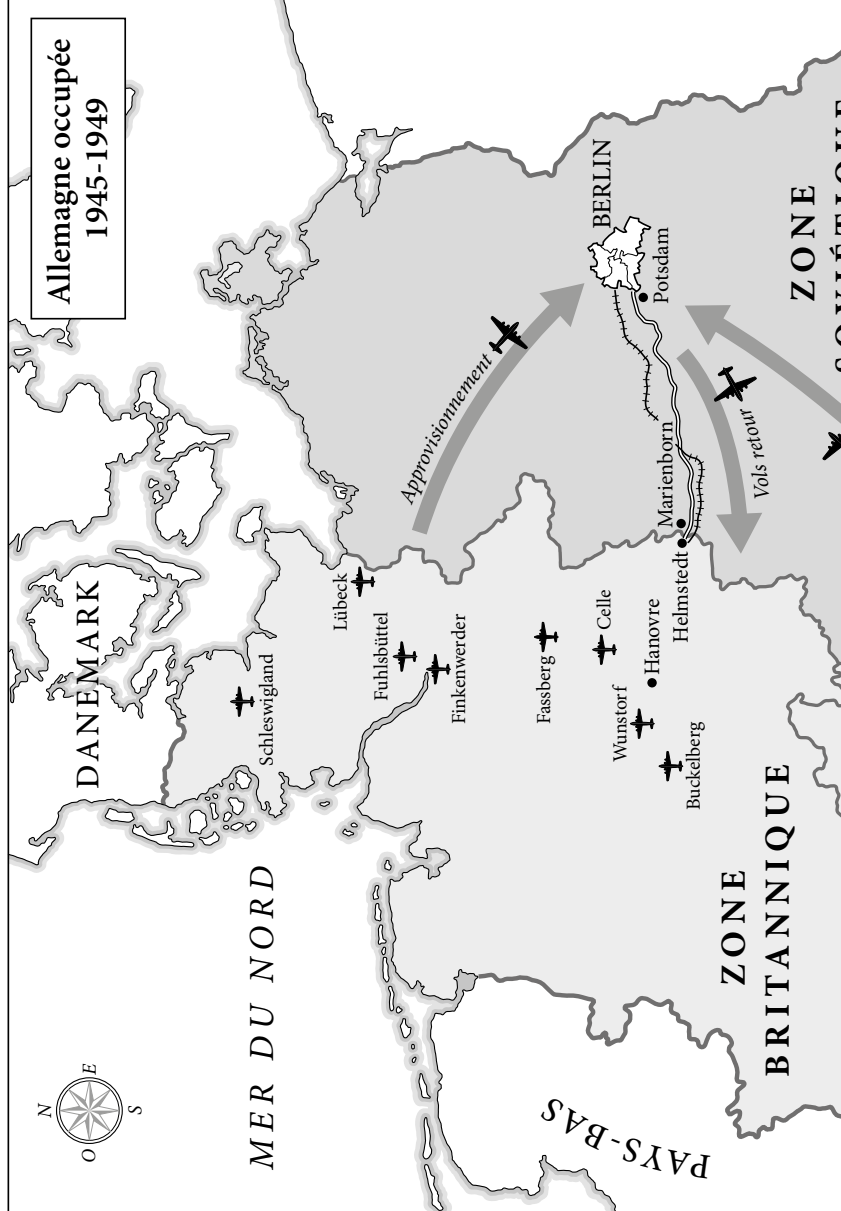 Allemagne occupée
1945-1949
DANEMARK
N
O
E
S
MER DU NORD
PAYS-BAS
Schleswigland
Lübeck
Fuhlsbüttel
Finkenwerder
Fassberg
Celle
Wunstorf
Hanovre
Buckelberg
Helmstedt
Marienborn
Approvisionnement
Vols retour
BERLIN
Potsdam
ZONE
BRITANNIQUE
ZONE
SOVIÉTIQUE